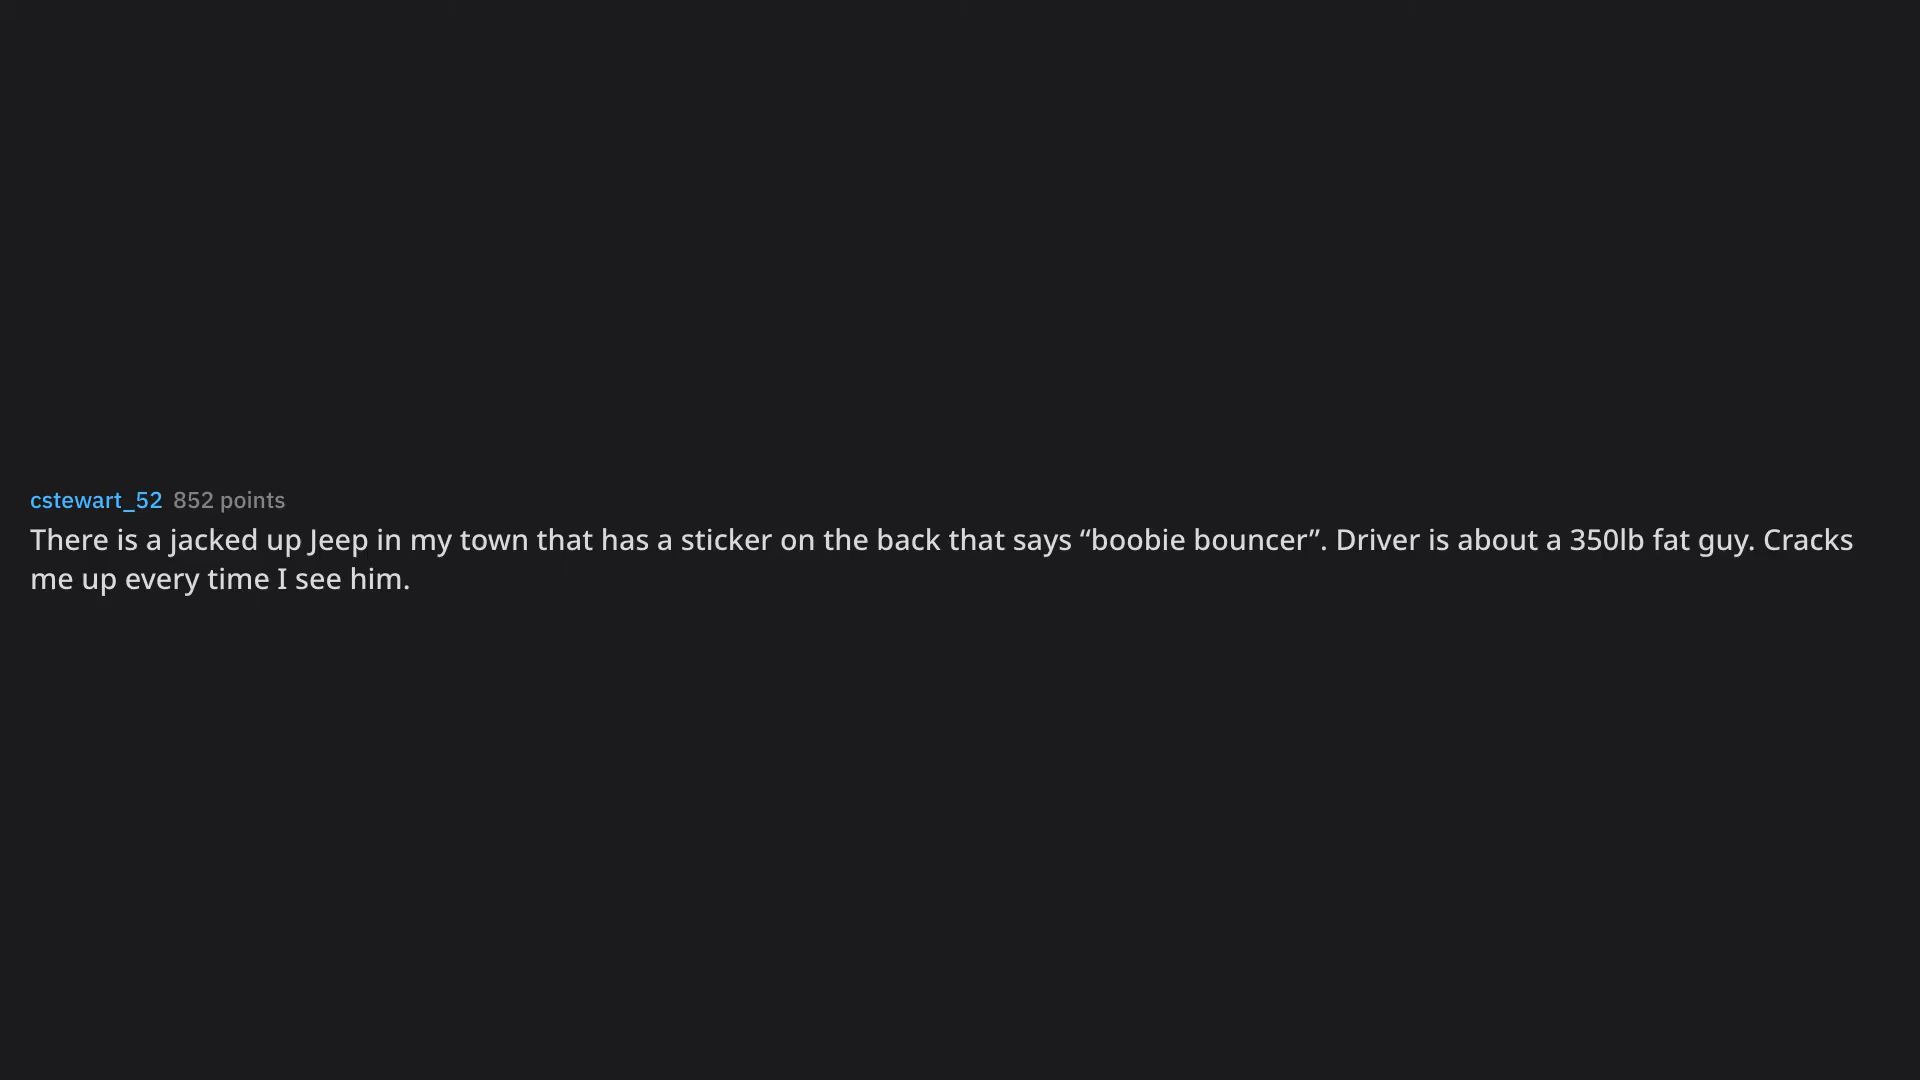 cstewart_52 852 points
There is a jacked up Jeep in my town that has a sticker on the back that says “boobie bouncer”. Driver is about a 350lb fat guy. Cracks
me up every time I see him.